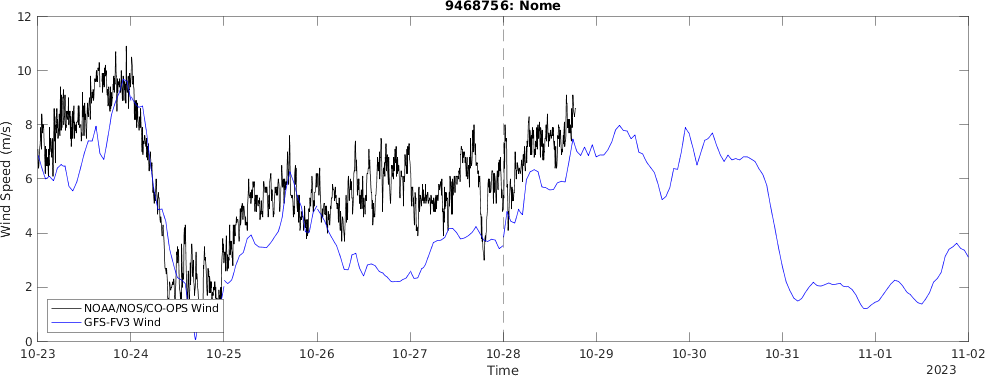 9468756: Nome
Wind Speed (m/s)
12
10
8
6
4
2
0
NOAA/NOS/CO-OPS Wind
GFS-FV3 Wind
10-23 10-24 10-25 10-26 10-27 10-28 10-29 10-30 10-31 11-01 11-02
Time
2023